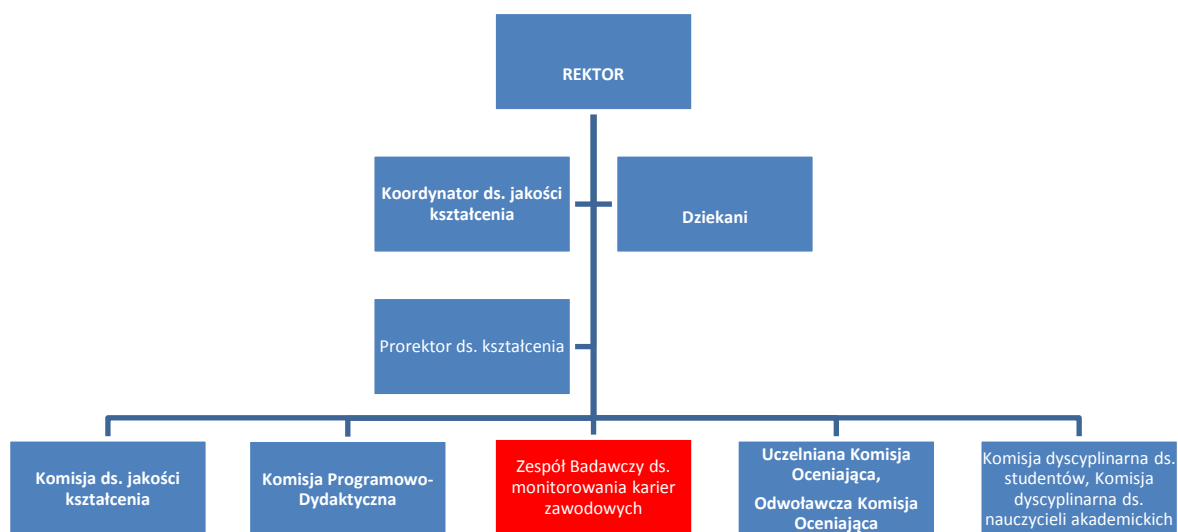 REKTOR
Koordynator ds. jakości
kształcenia
Dziekani
Prorektor ds. kształcenia
Komisja ds. jakości
kształcenia
Komisja Programowo-
Dydaktyczna
Zespół Badawczy ds.
monitorowania karier
zawodowych
Uczelniana Komisja
Oceniająca,
Odwoławcza Komisja
Oceniająca
Komisja dyscyplinarna ds.
studentów, Komisja
dyscyplinarna ds.
nauczycieli akademickich